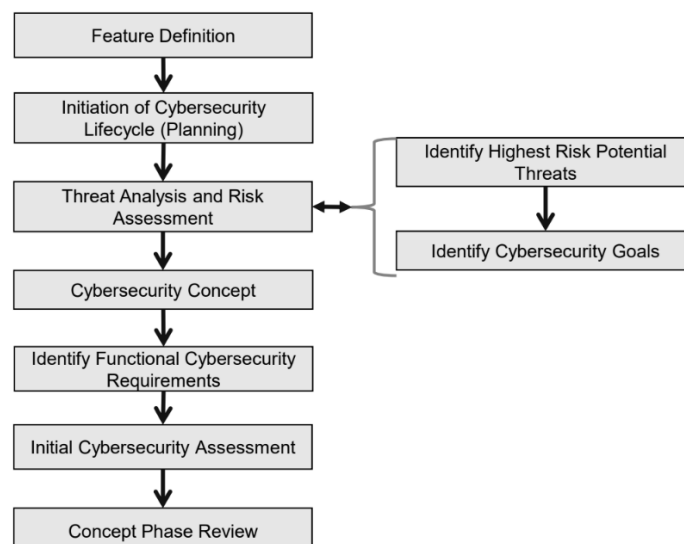 Feature Definition
Initiation of Cybersecurity
Lifecycle (Planning)
Threat Analysis and Risk
Assessment
Identify Highest Risk Potential
Threats
Identify Cybersecurity Goals
Cybersecurity Concept
Identify Functional Cybersecurity
Requirements
Initial Cybersecurity Assessment
Concept Phase Review